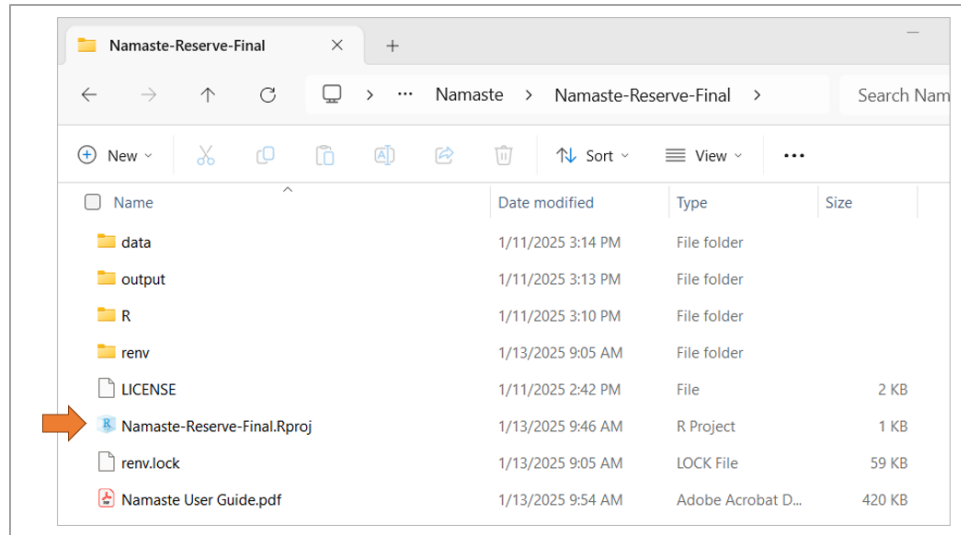 Namaste-Reserve-Final
Namaste > Namaste-Reserve-Final > Search Nam
New Sort View
Name Date modified Type Size
data 1/11/2025 3:14 PM File folder
output 1/11/2025 3:13 PM File folder
R 1/11/2025 3:10 PM File folder
renv 1/13/2025 9:05 AM File folder
LICENSE 1/11/2025 2:42 PM File 2 KB
Namaste-Reserve-Final.Rproj 1/13/2025 9:46 AM R Project 1 KB
renv.lock 1/13/2025 9:05 AM LOCK File 59 KB
Namaste User Guide.pdf 1/13/2025 9:54 AM Adobe Acrobat D... 420 KB